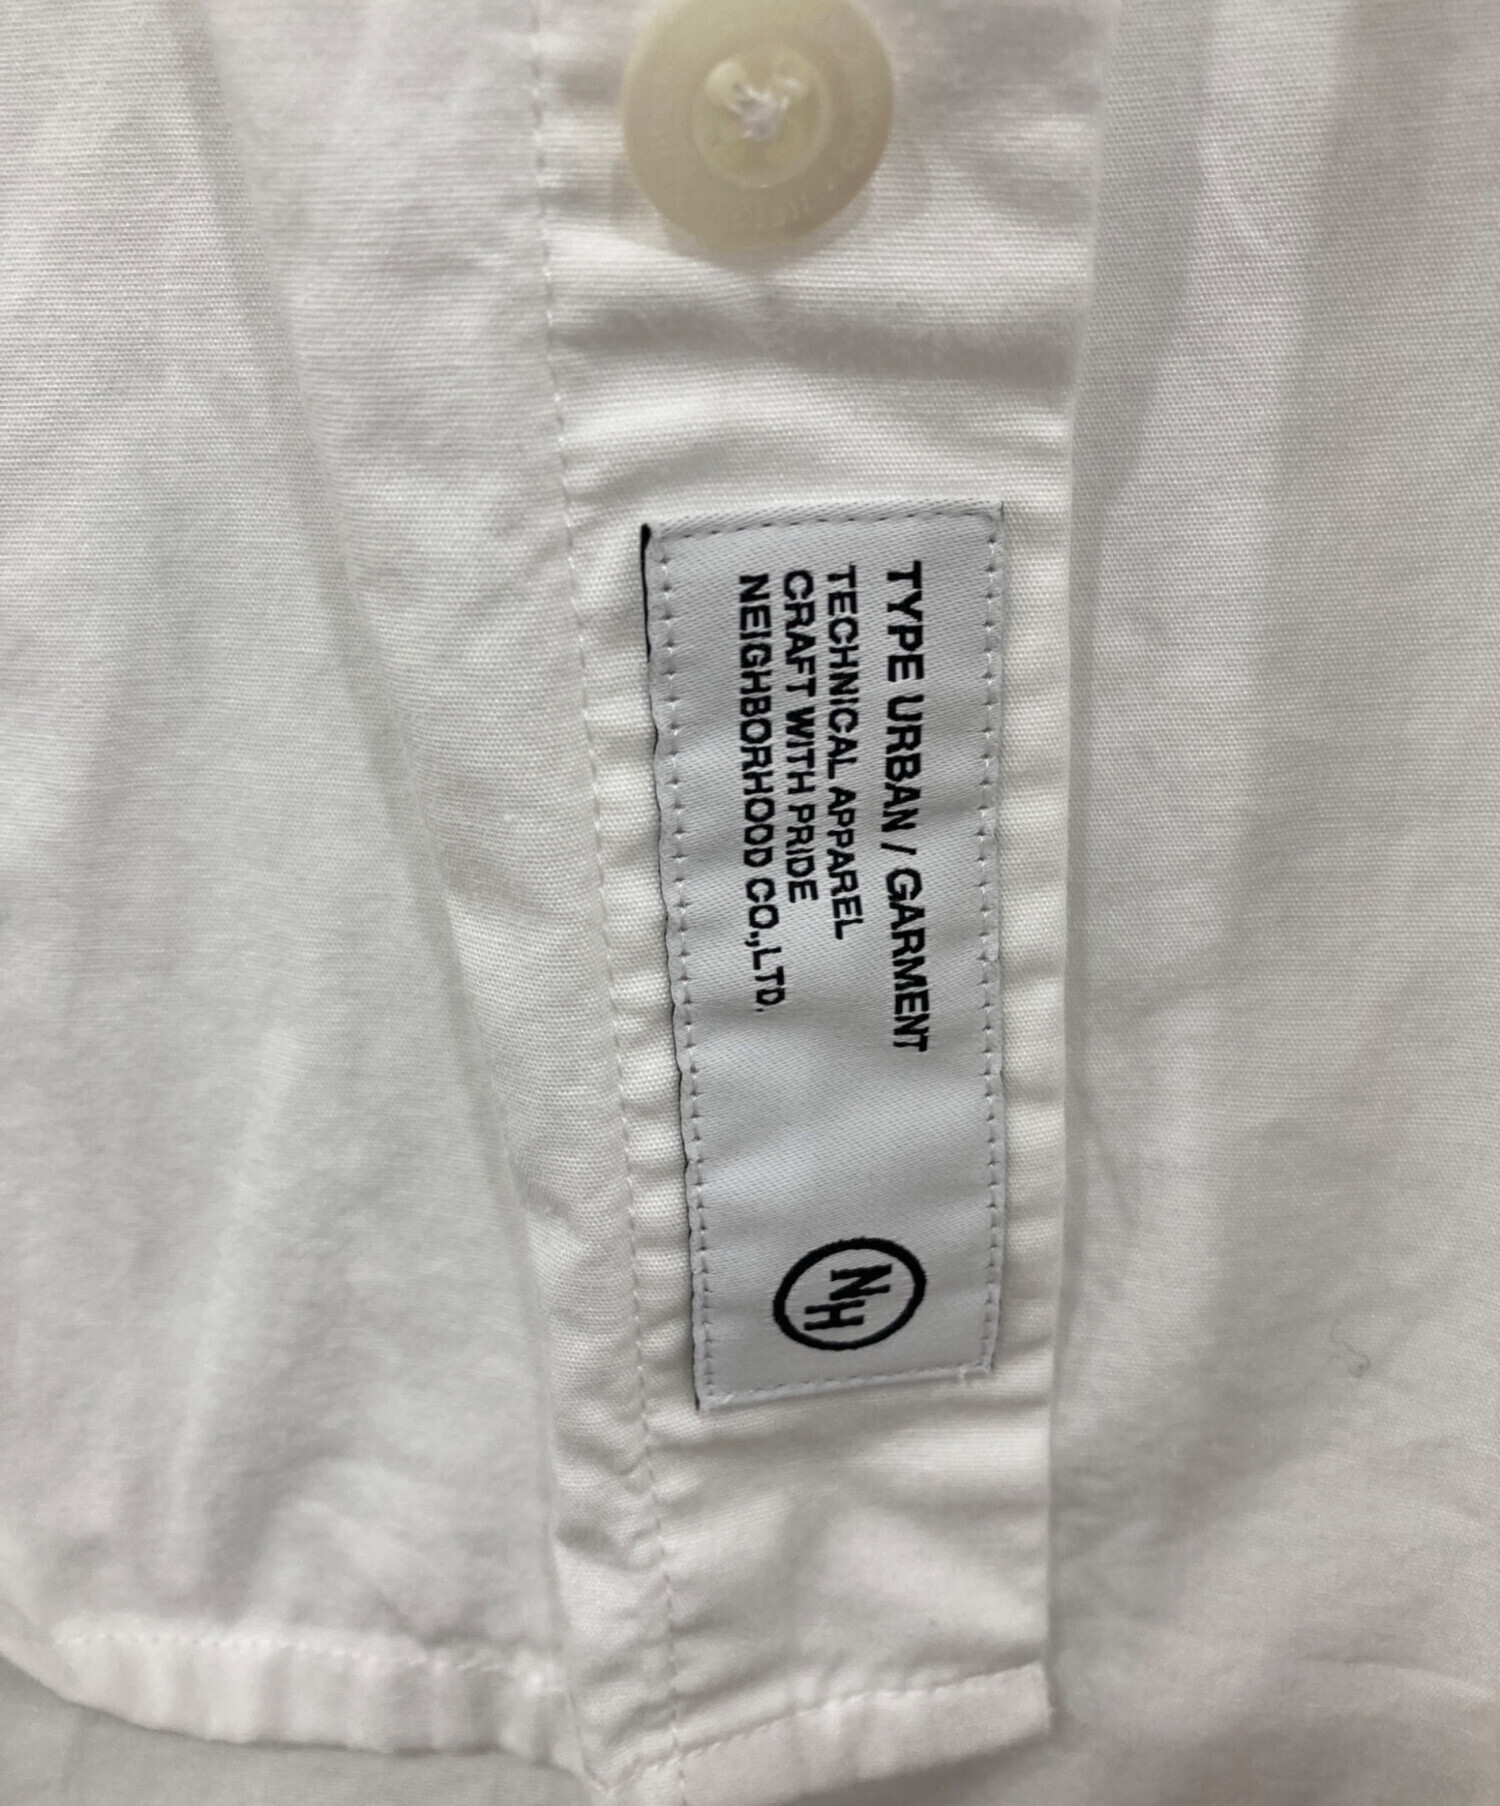 TYPE URBAN / GARMENT
TECHNICAL APPAREL
CRAFT WITH PRIDE
NEIGHBORHOOD CO.,LTD.
NH